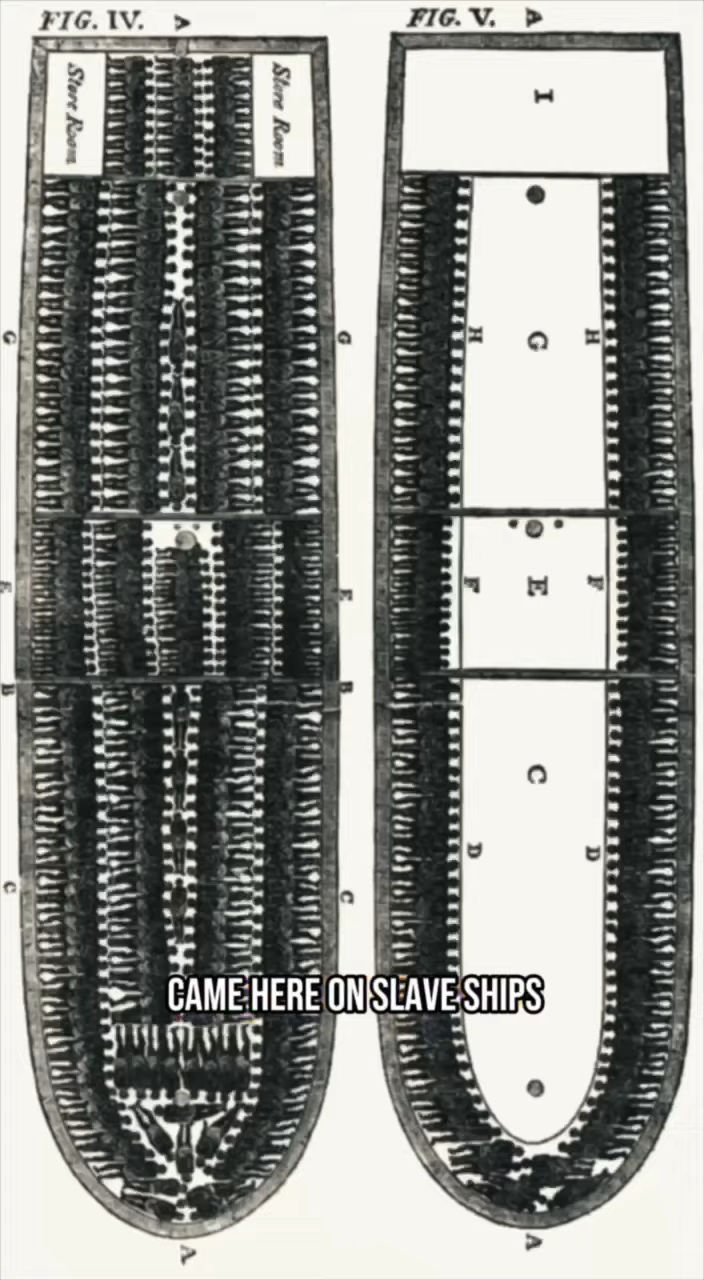 FIG. IV.
A
FIG. V.
A
Store Room
Store Room
I
G
G
H
G
H
E
E
F
E
F
B
B
C
D
D
C
C
CAME HERE ON SLAVE SHIPS
A
A